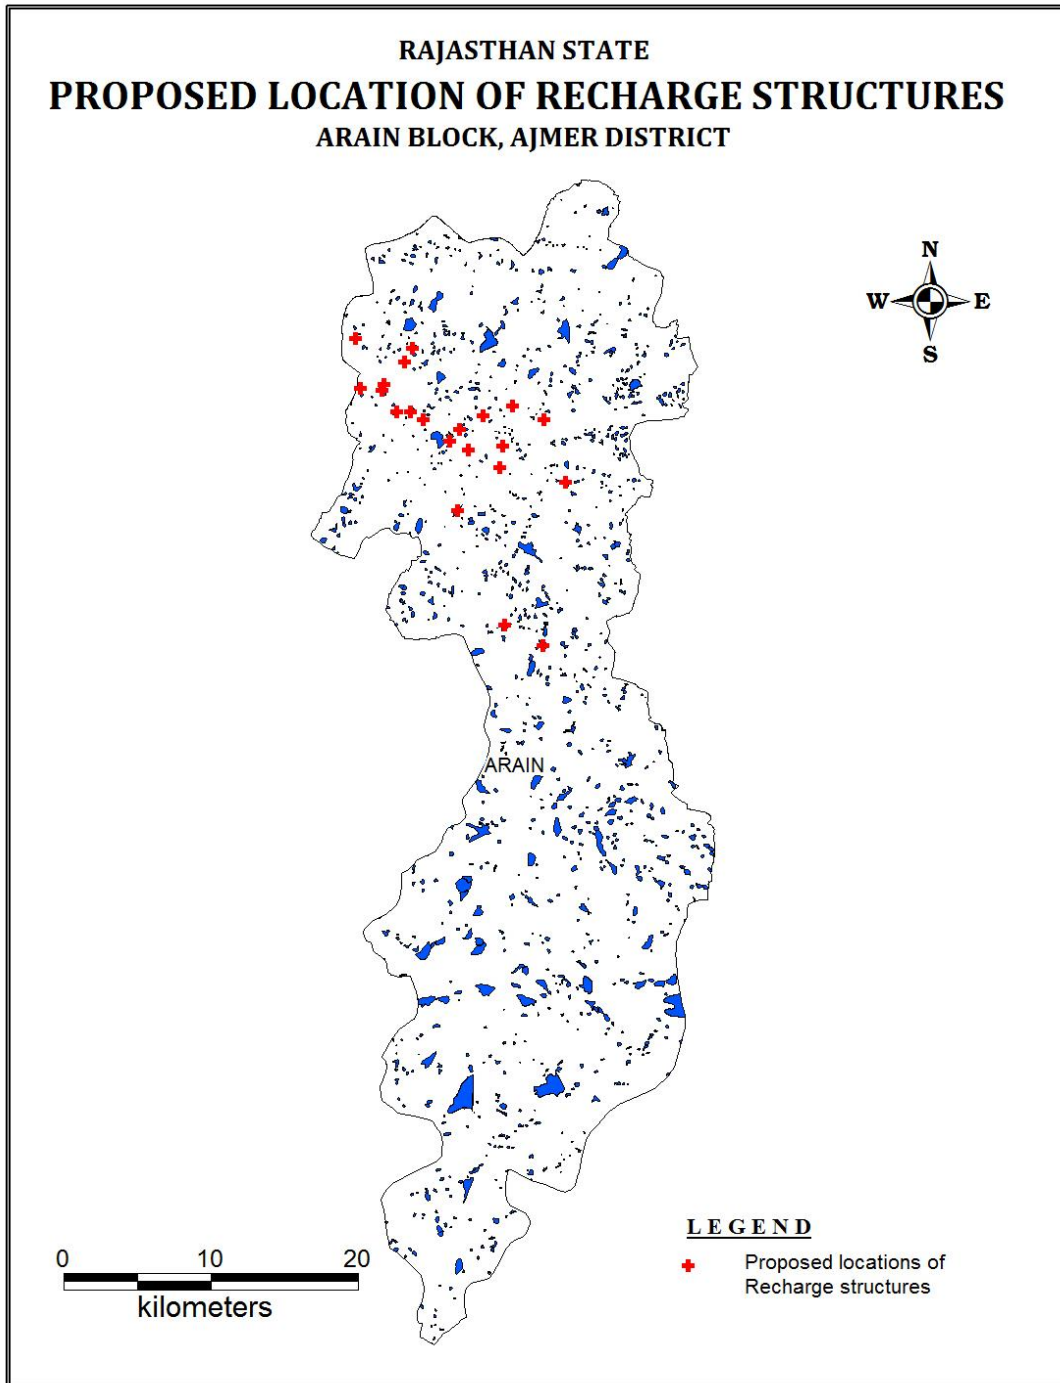 RAJASTHAN STATE
PROPOSED LOCATION OF RECHARGE STRUCTURES
ARAIN BLOCK, AJMER DISTRICT
N
W E
S
ARAIN
LEGEND
Proposed locations of
Recharge structures
0 10 20
kilometers